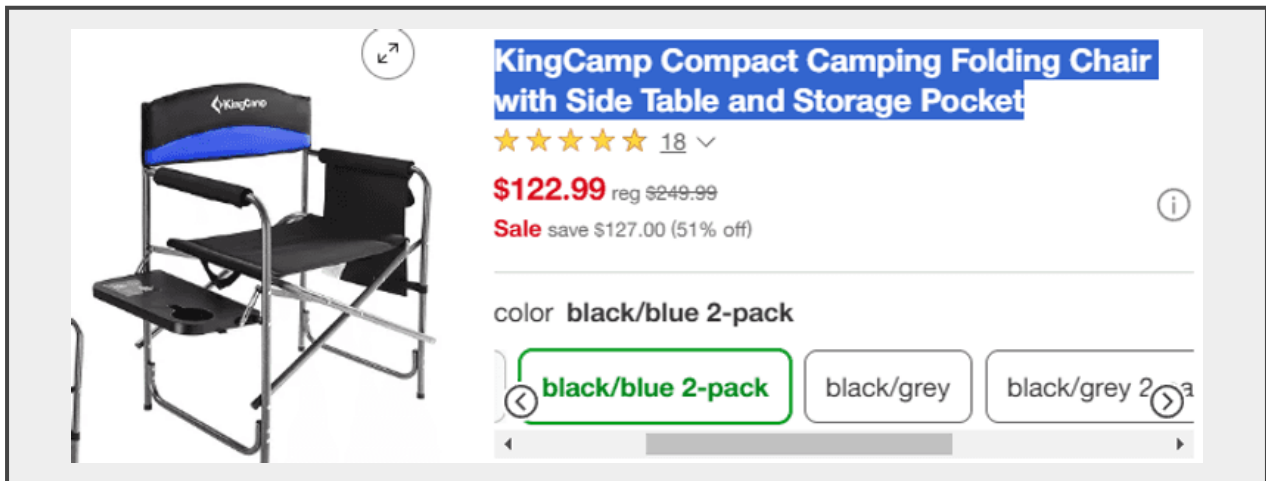 KingCamp
KingCamp Compact Camping Folding Chair
with Side Table and Storage Pocket
18
$122.99 reg $249.99
Sale save $127.00 (51% off)
color black/blue 2-pack
black/blue 2-pack
black/grey
black/grey 2